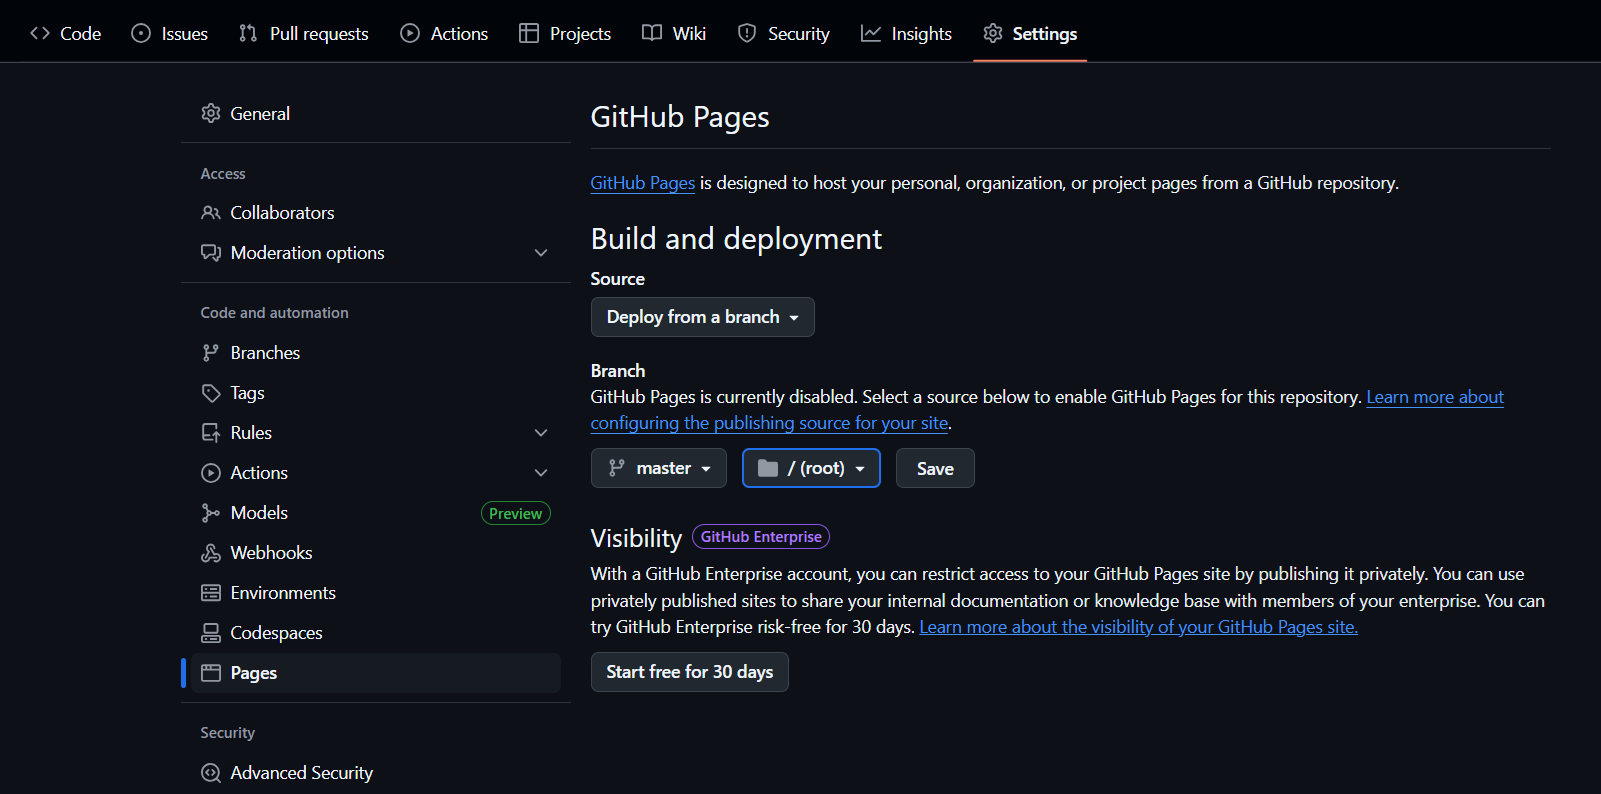 Code Issues Pull requests Actions Projects Wiki Security Insights Settings
General
Access
Collaborators
Moderation options
Code and automation
Branches
Tags
Rules
Actions
Models Preview
Webhooks
Environments
Codespaces
Pages
Security
Advanced Security
GitHub Pages
GitHub Pages is designed to host your personal, organization, or project pages from a GitHub repository.
Build and deployment
Source
Deploy from a branch
Branch
GitHub Pages is currently disabled. Select a source below to enable GitHub Pages for this repository. Learn more about
configuring the publishing source for your site.
master / (root) Save
Visibility GitHub Enterprise
With a GitHub Enterprise account, you can restrict access to your GitHub Pages site by publishing it privately. You can use
privately published sites to share your internal documentation or knowledge base with members of your enterprise. You can
try GitHub Enterprise risk-free for 30 days. Learn more about the visibility of your GitHub Pages site.
Start free for 30 days